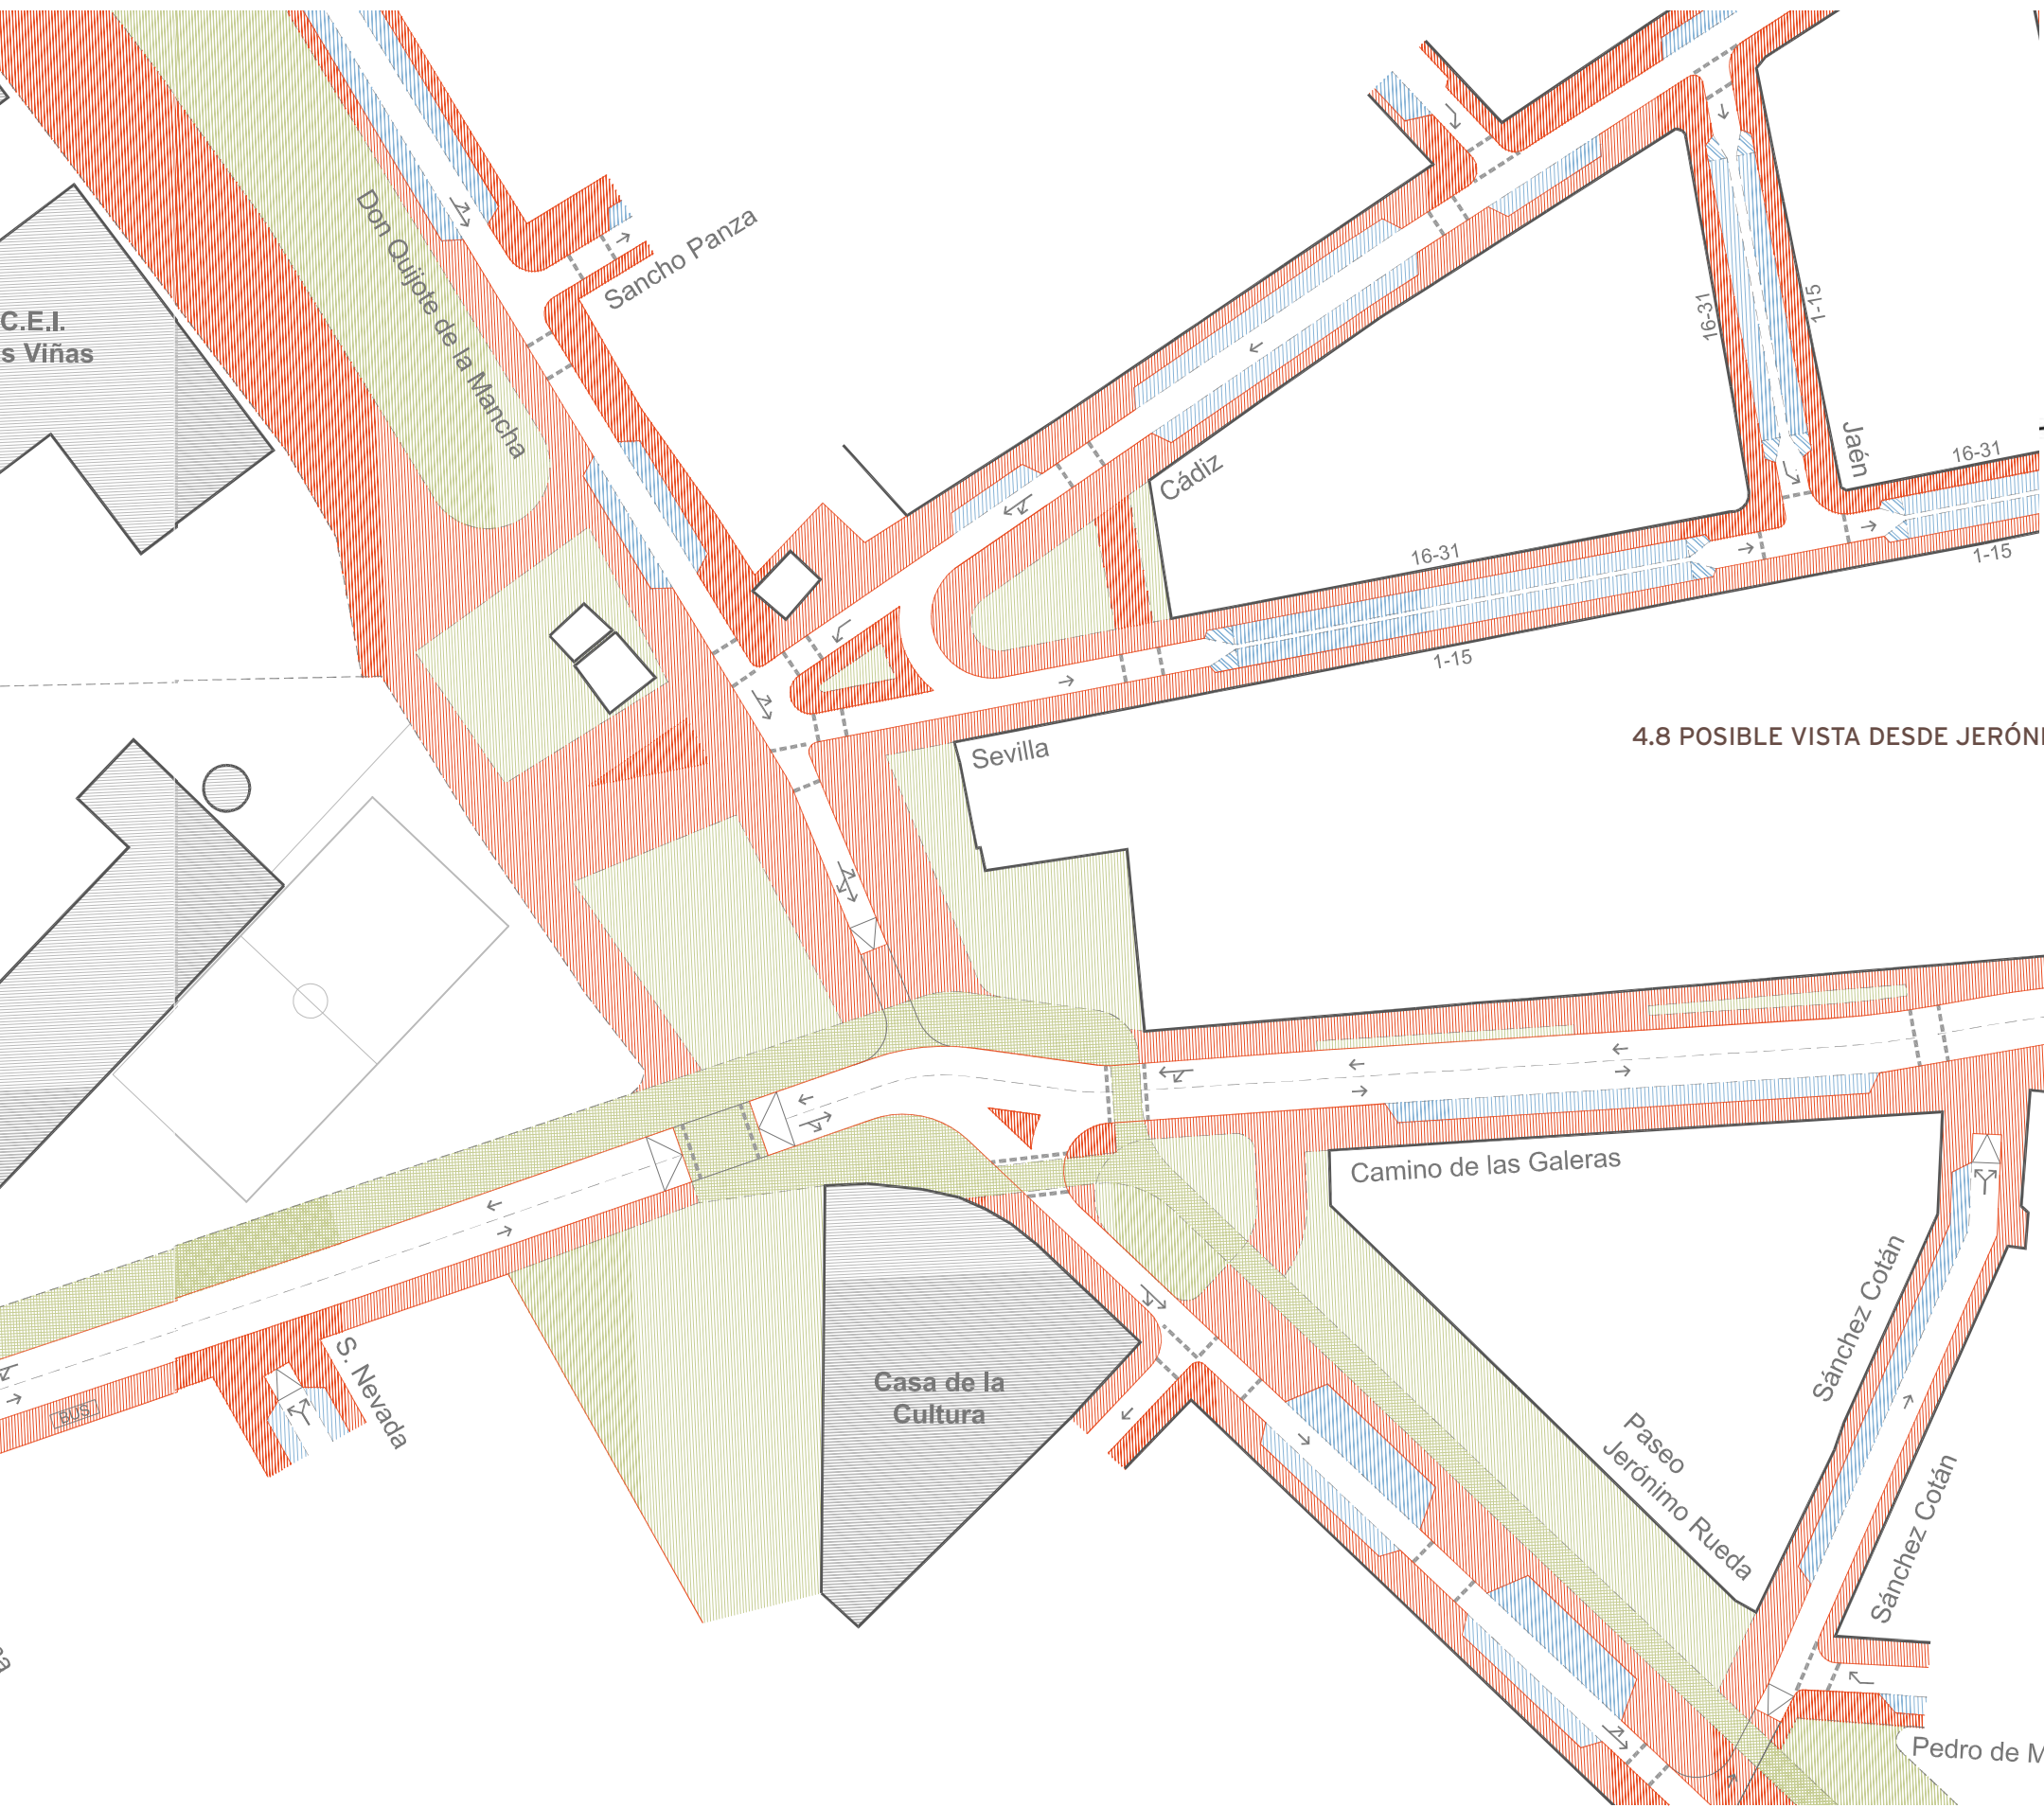 Sancho Panza
Don Quijote de la Mancha
C.E.I.
s Viñas
16-31
1-15
Jaén
16-31
1-15
Cádiz
16-31
1-15
Sevilla
4.8 POSIBLE VISTA DESDE JERÓNI
Camino de las Galeras
Sánchez Cotán
Sánchez Cotán
S. Nevada
BUS
Casa de la
Cultura
Paseo
Jerónimo Rueda
Pedro de M